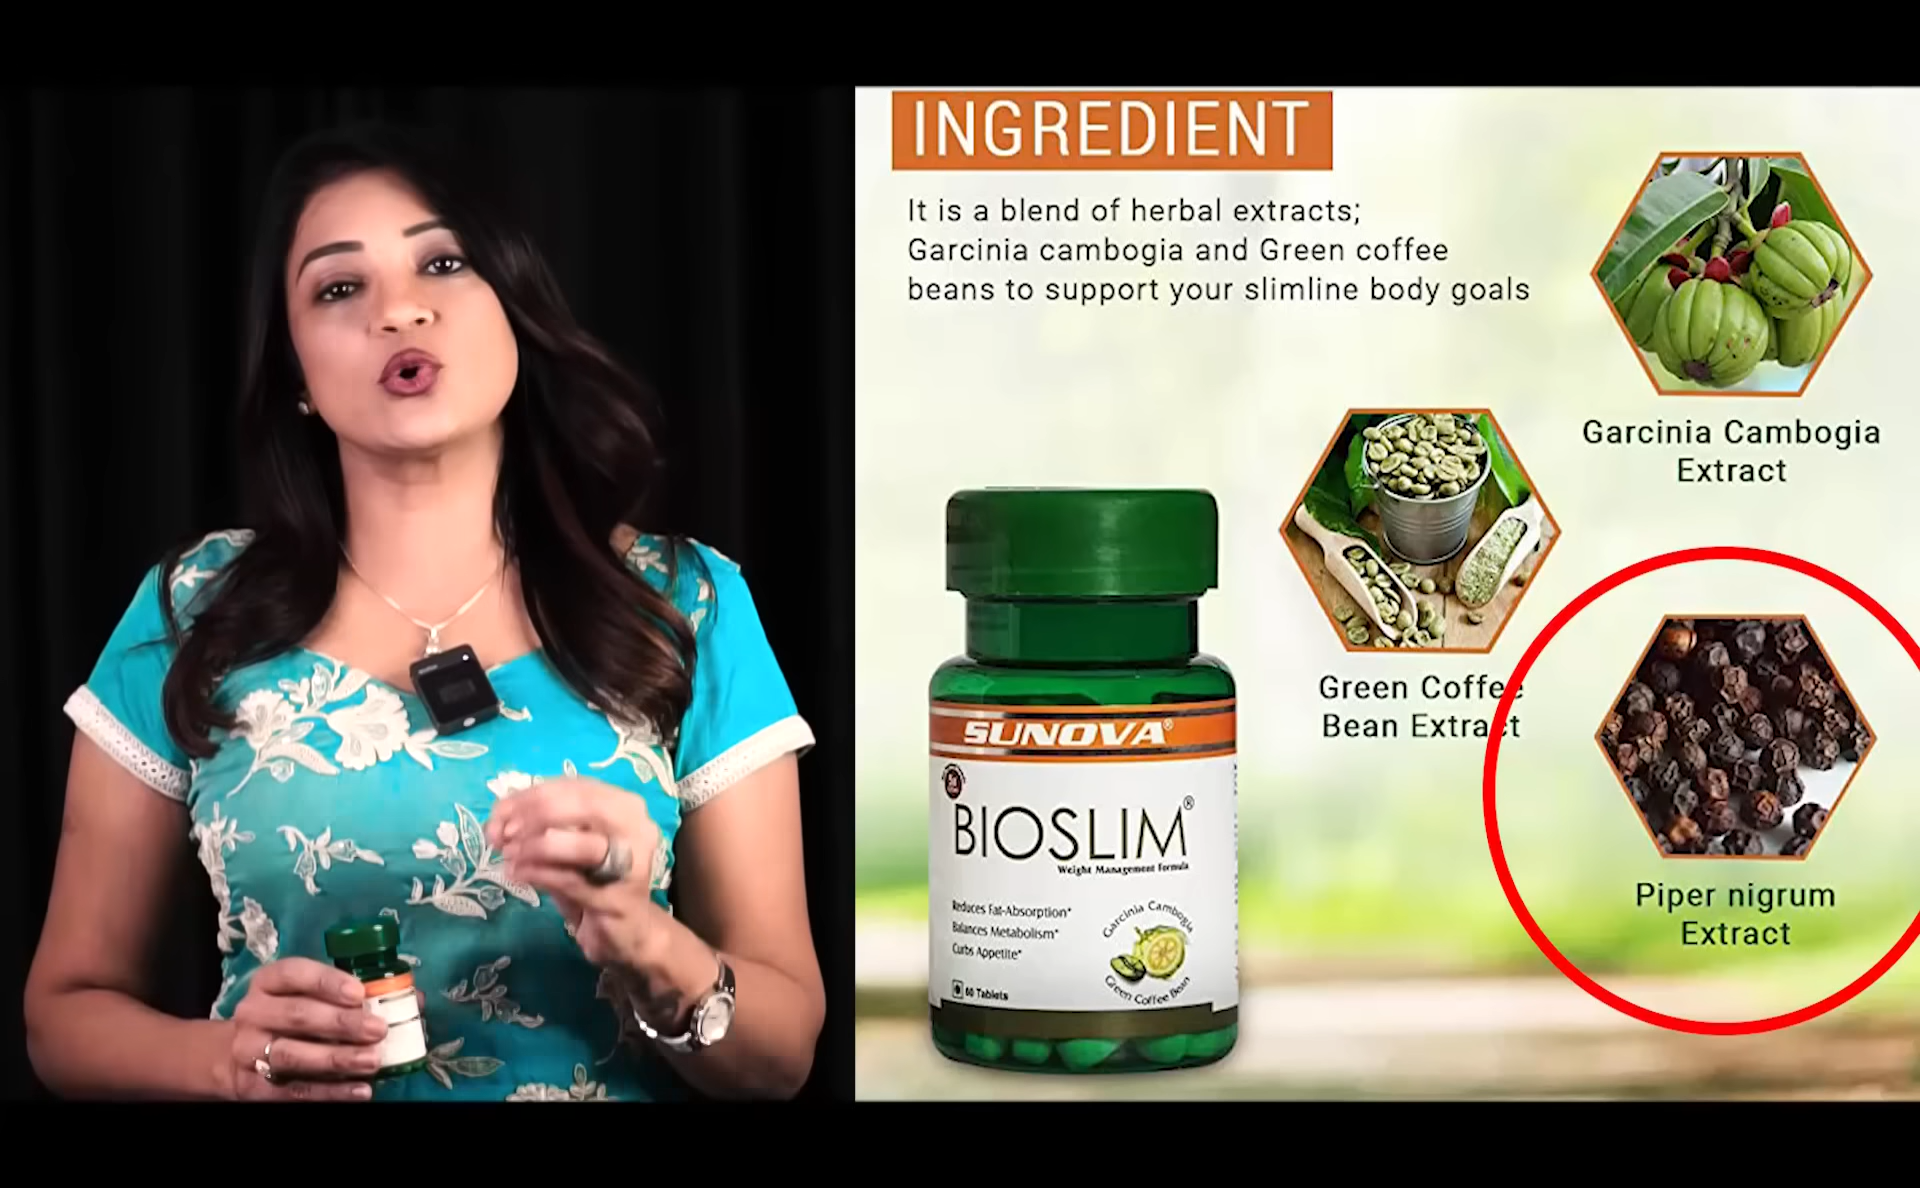 INGREDIENT
It is a blend of herbal extracts;
Garcinia cambogia and Green coffee
beans to support your slimline body goals
Garcinia Cambogia
Extract
Green Coffee
Bean Extract
Piper nigrum
Extract
SUNOVA®
BIOSLIM®
Weight Management Formula
Reduces Fat-Absorption*
Balances Metabolism*
Curbs Appetite*
Garcinia Cambogia
Green Coffee Bean
60 Tablets